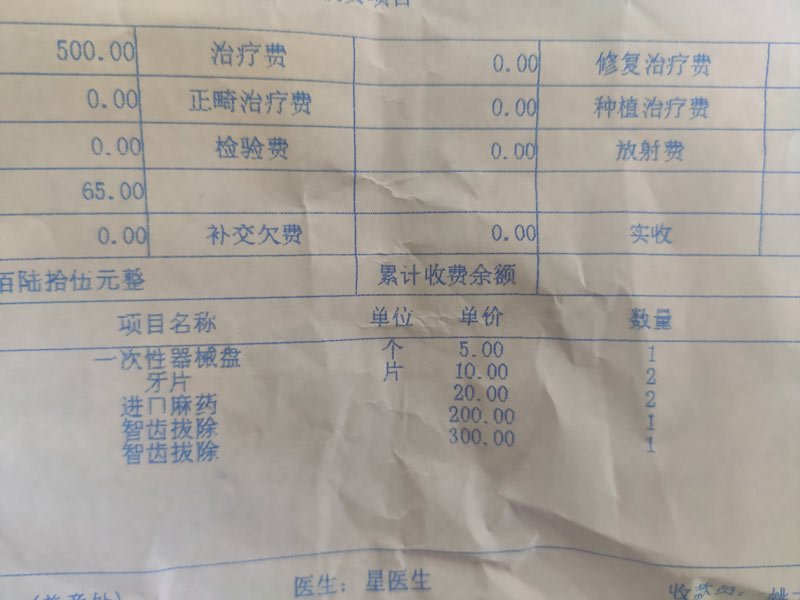 500.00 治疗费 0.00 修复治疗费
0.00 正畸治疗费 0.00 种植治疗费
0.00 检验费 0.00 放射费
65.00
0.00 补交欠费 0.00 实收
佰陆拾伍元整 累计收费余额
项目名称 单位 单价 数量
一次性器械盘 个 5.00 1
牙片 片 10.00 2
进口麻药 20.00 2
智齿拔除 200.00 1
智齿拔除 300.00 1
医生：星医生